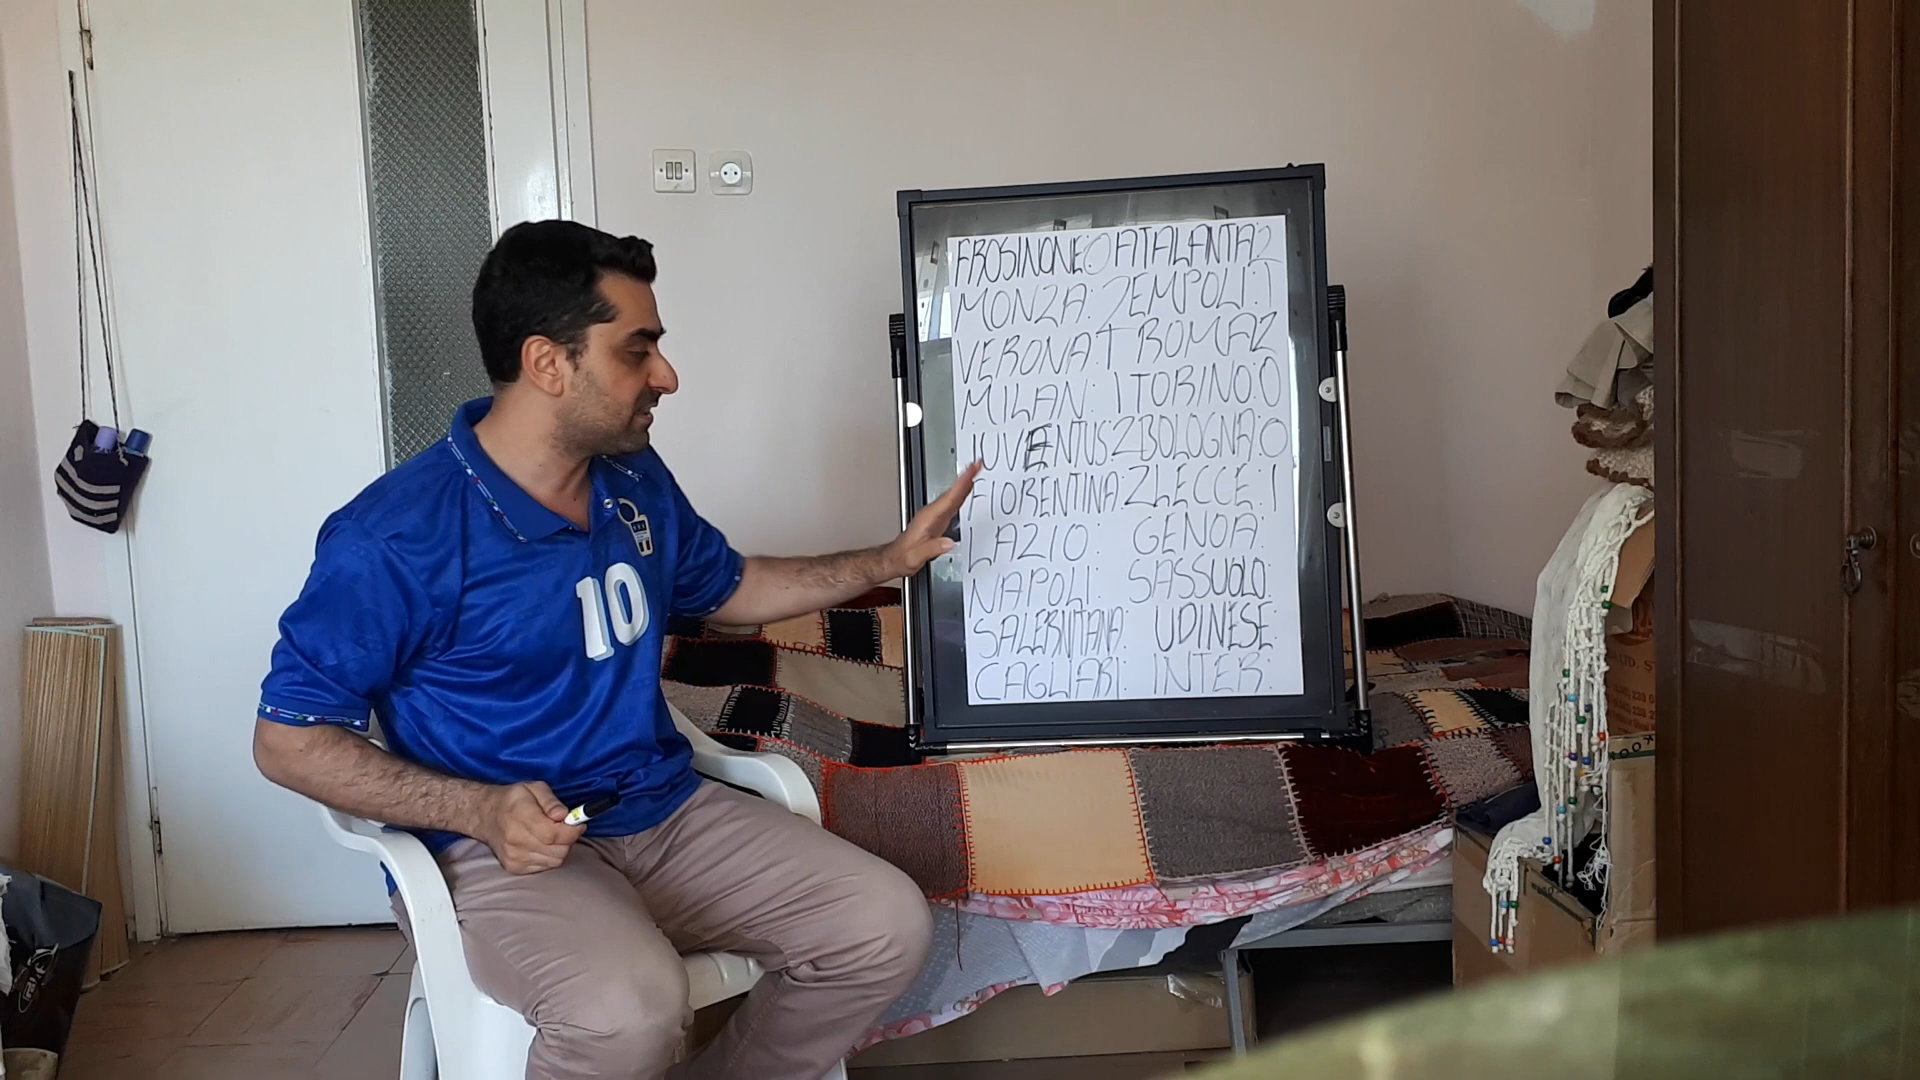 FROSINONE: 0 ATALANTA 2
MONZA: 2 EMPOLI: 1
VERONA: 1 ROMA 2
MILAN: 1 TORINO: 0
JUVENTUS: 2 BOLOGNA: 0
FIORENTINA: 2 LECCE: 1
LAZIO: GENOA:
NAPOLI: SASSUOLO:
SALERNITANA: UDINESE:
CAGLIARI: INTER:
10